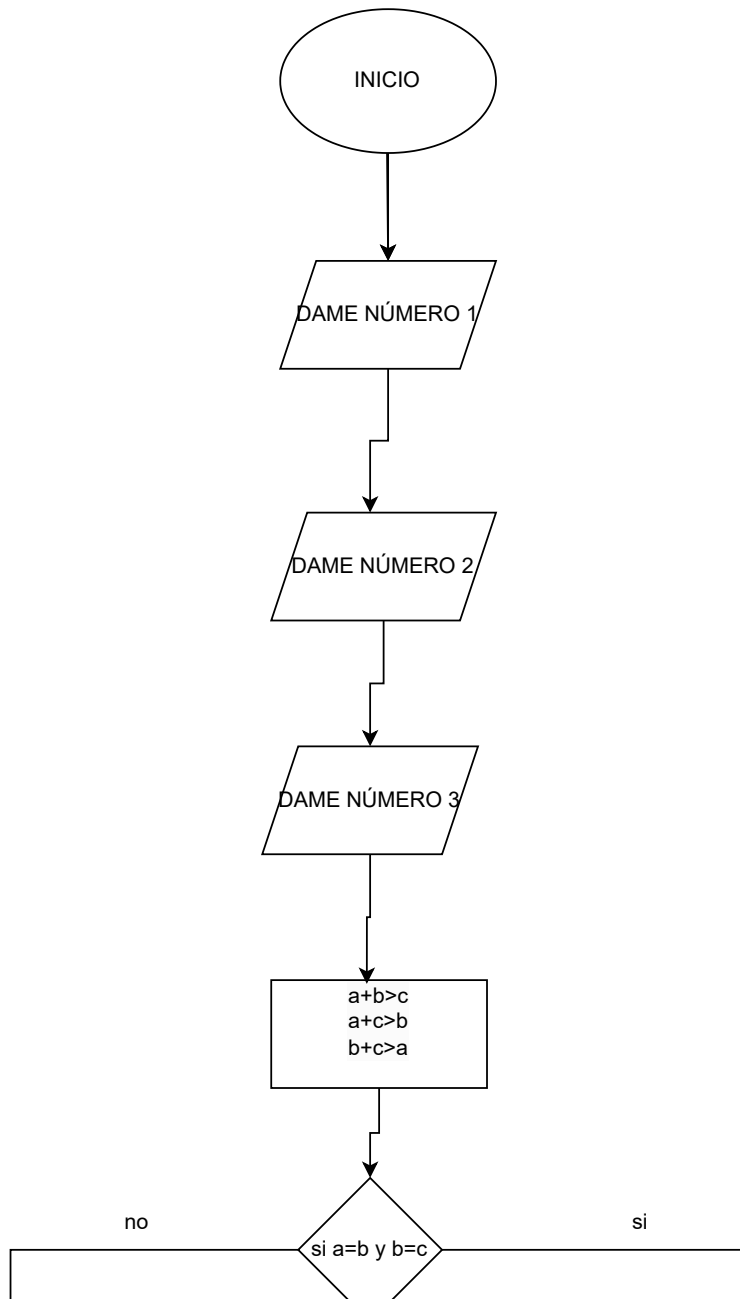 INICIO
DAME NÚMERO 1
DAME NÚMERO 2
DAME NÚMERO 3
a+b>c
a+c>b
b+c>a
no
si
si a=b y b=c